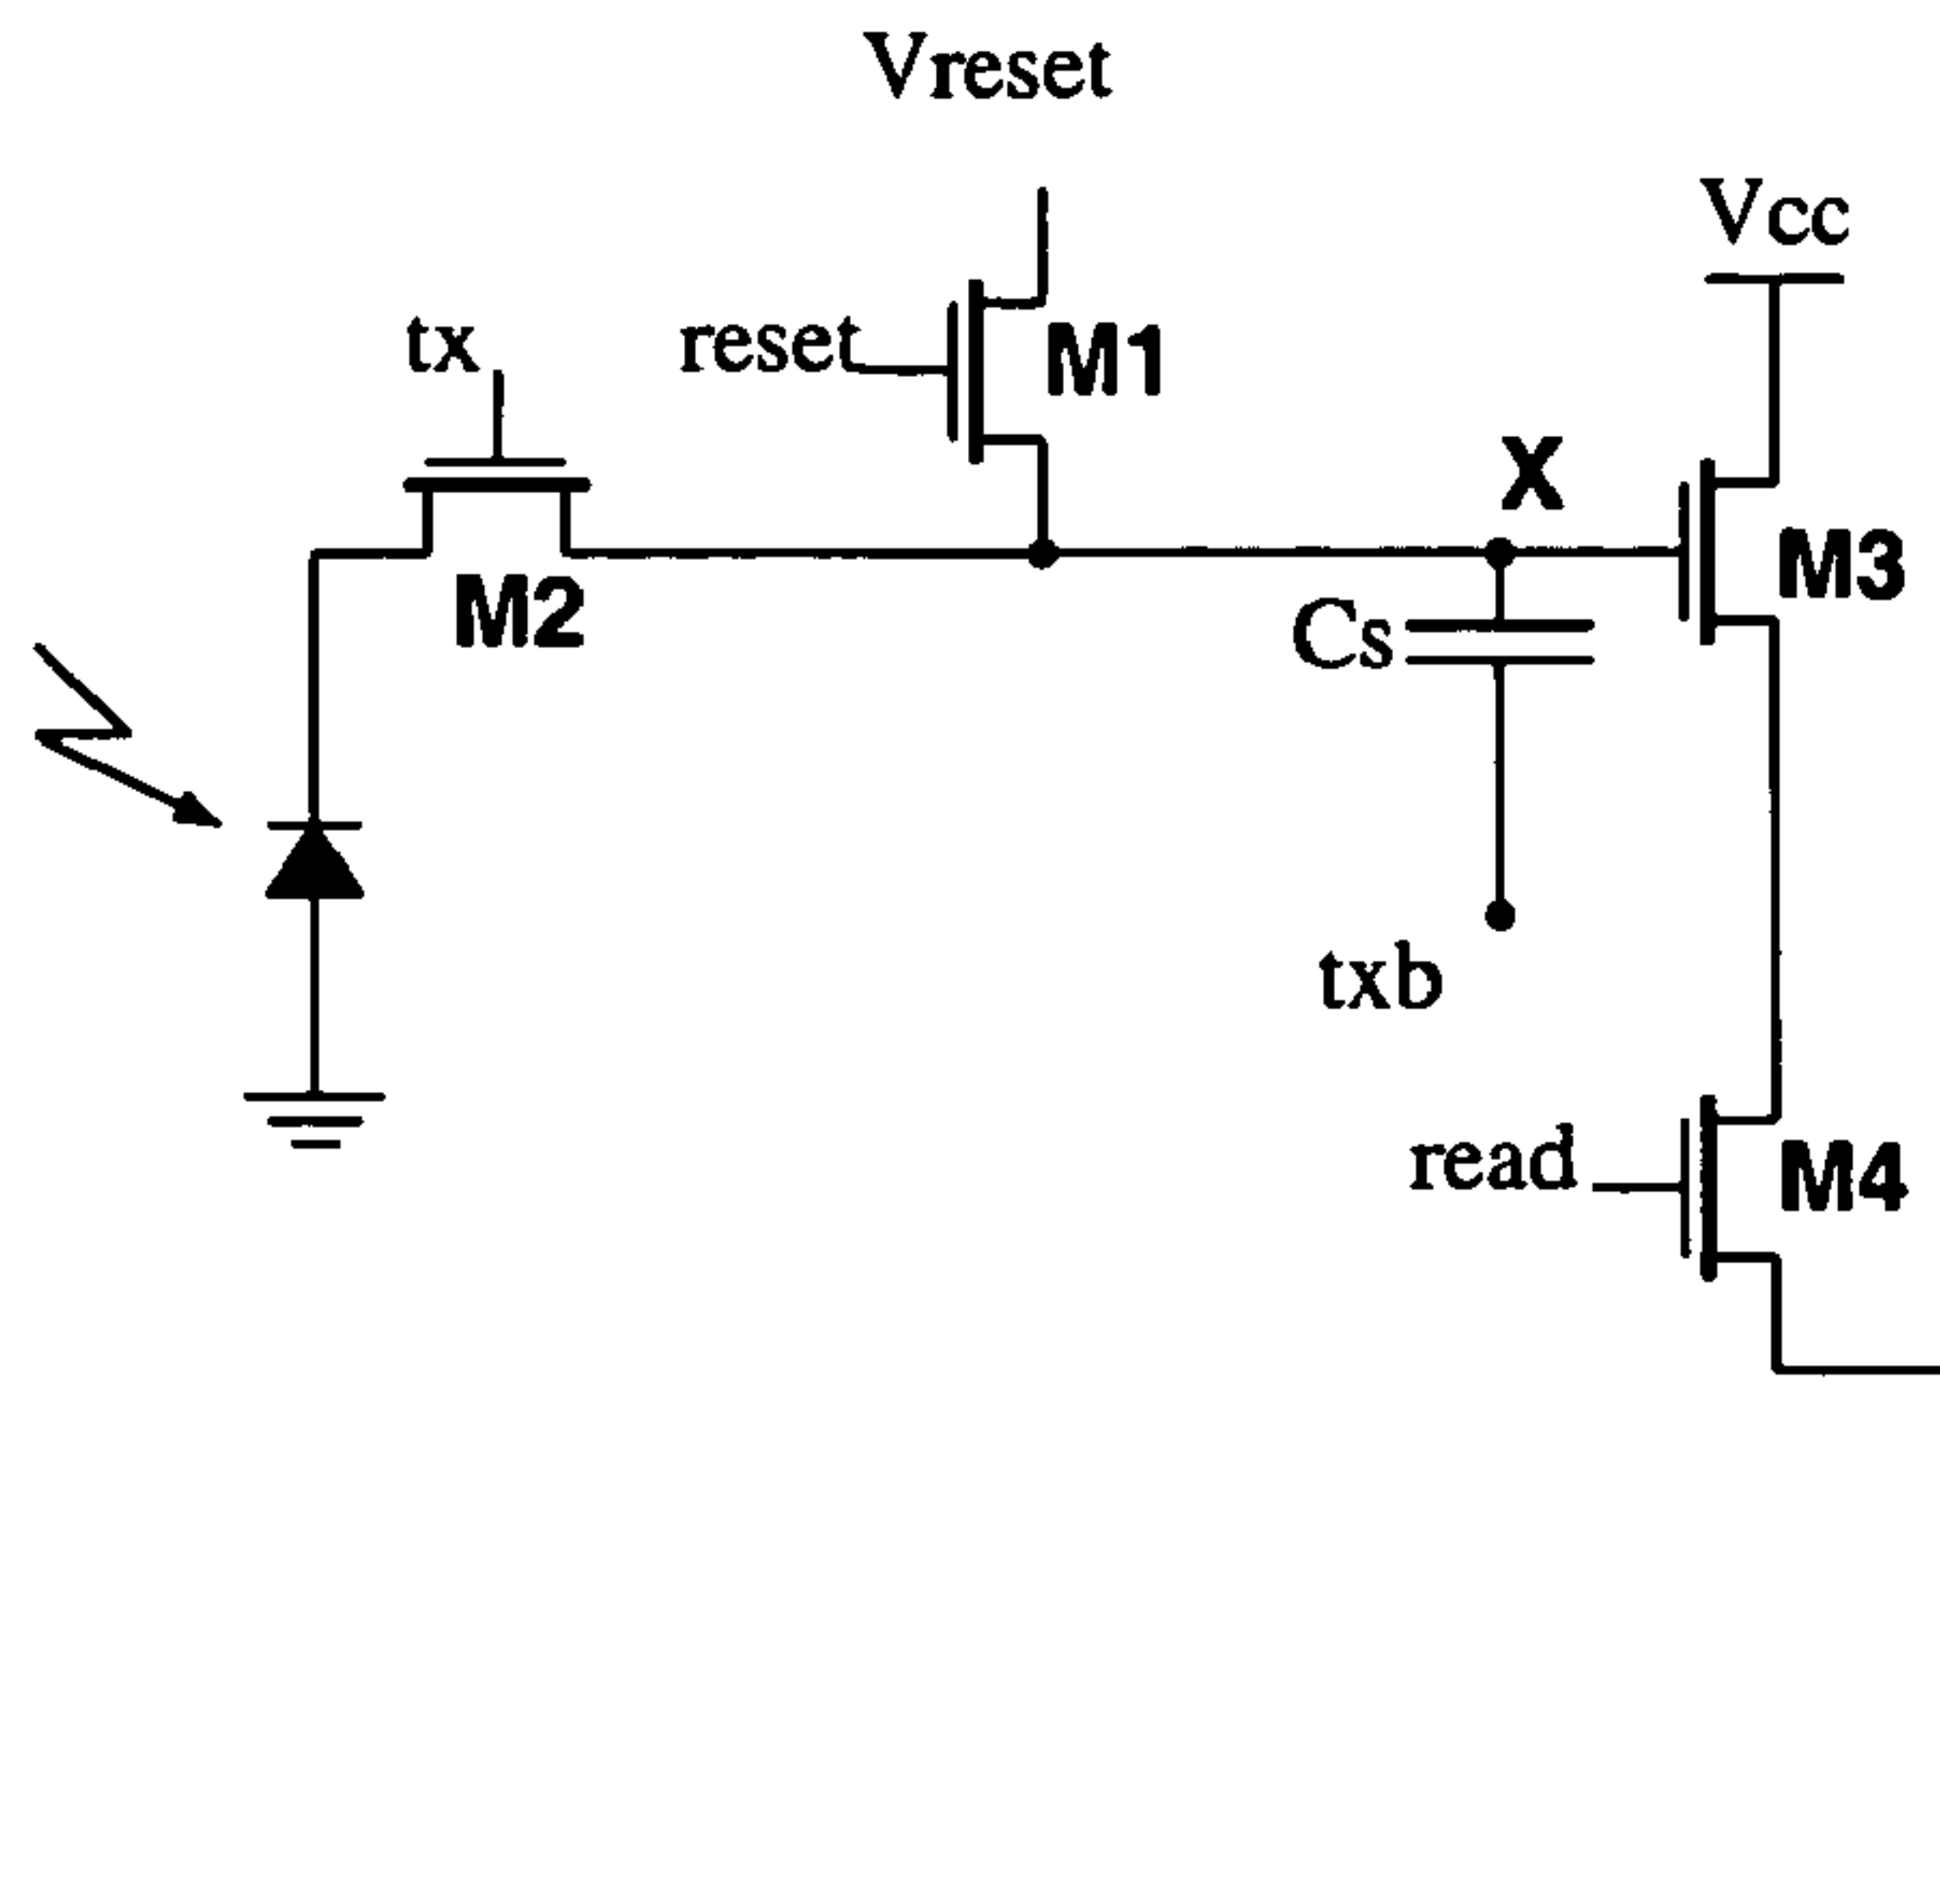 Vreset
Vcc
tx
reset
M1
X
M3
M2
Cs
txb
read
M4